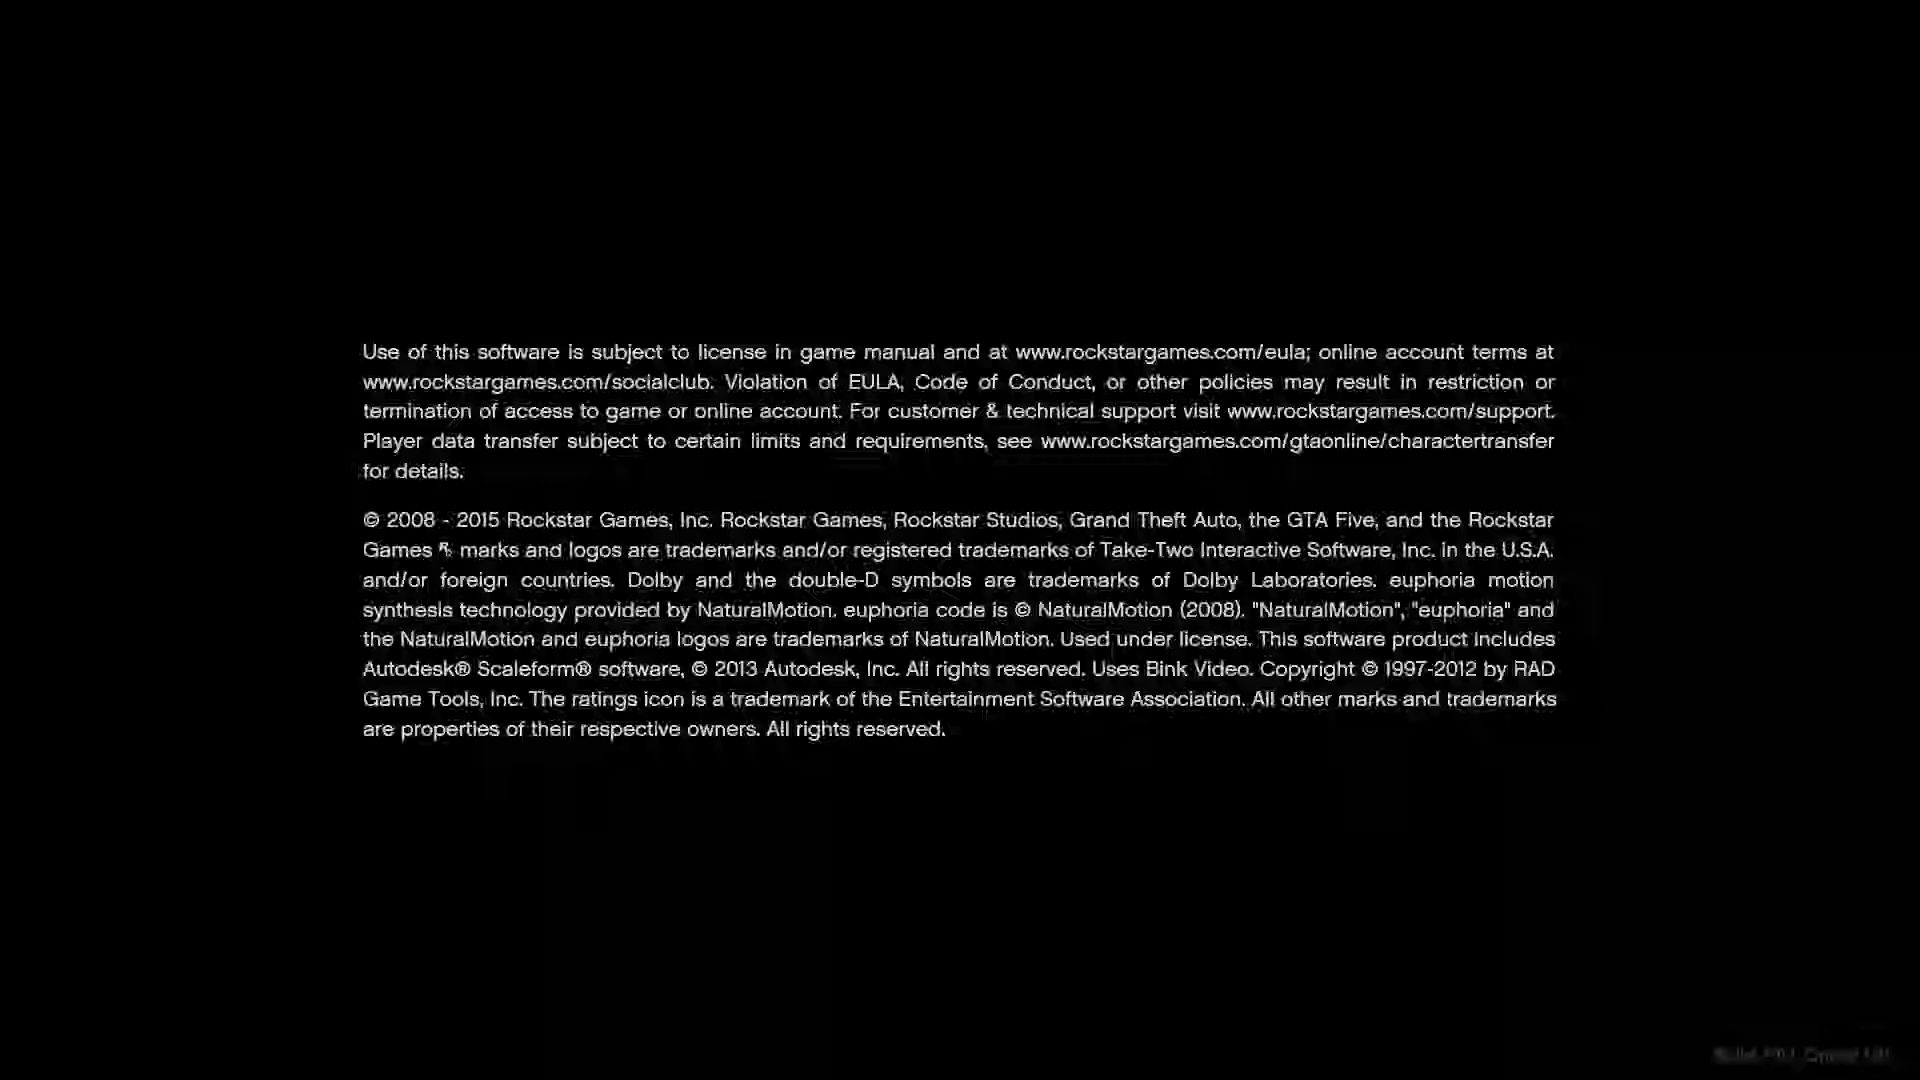 Use of this software is subject to license in game manual and at www.rockstargames.com/eula; online account terms at
www.rockstargames.com/socialclub. Violation of EULA, Code of Conduct, or other policies may result in restriction or
termination of access to game or online account. For customer & technical support visit www.rockstargames.com/support.
Player data transfer subject to certain limits and requirements, see www.rockstargames.com/gtaonline/charactertransfer
for details.
© 2008 - 2015 Rockstar Games, Inc. Rockstar Games, Rockstar Studios, Grand Theft Auto, the GTA Five, and the Rockstar
Games R* marks and logos are trademarks and/or registered trademarks of Take-Two Interactive Software, Inc. in the U.S.A.
and/or foreign countries. Dolby and the double-D symbols are trademarks of Dolby Laboratories. euphoria motion
synthesis technology provided by NaturalMotion. euphoria code is © NaturalMotion (2008). "NaturalMotion", "euphoria" and
the NaturalMotion and euphoria logos are trademarks of NaturalMotion. Used under license. This software product includes
Autodesk® Scaleform® software, © 2013 Autodesk, Inc. All rights reserved. Uses Bink Video. Copyright © 1997-2012 by RAD
Game Tools, Inc. The ratings icon is a trademark of the Entertainment Software Association. All other marks and trademarks
are properties of their respective owners. All rights reserved.